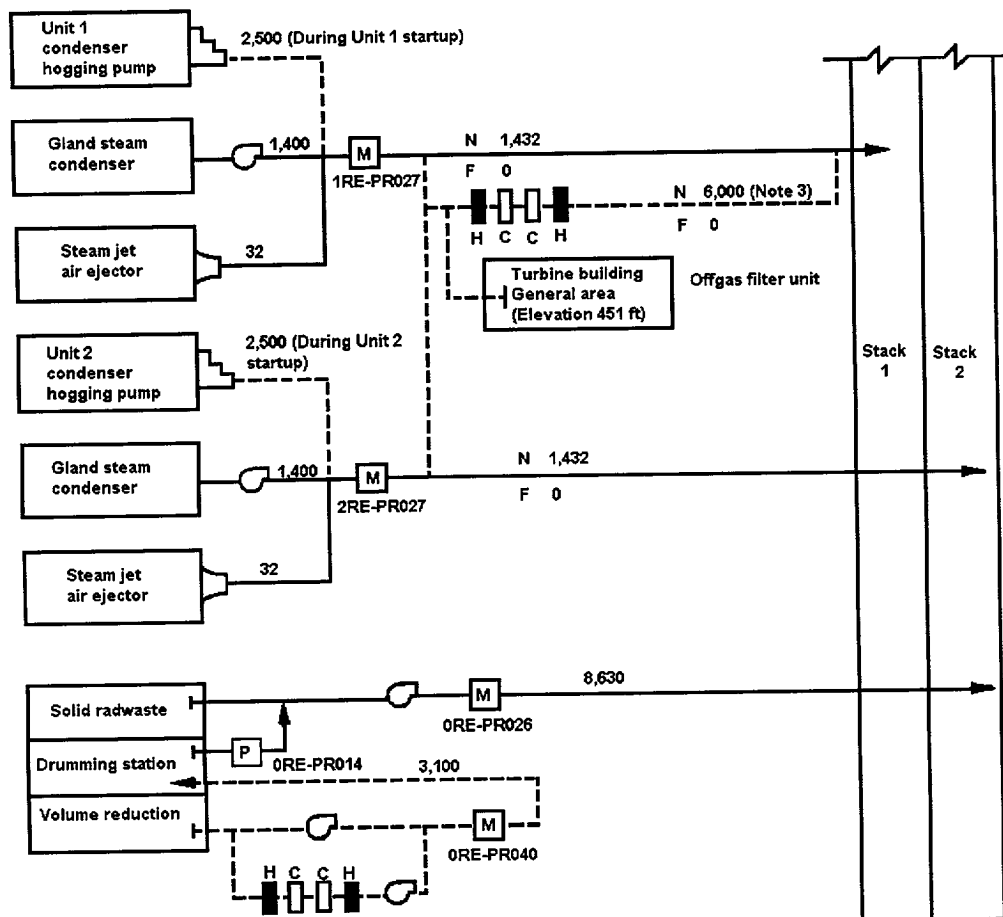 Unit 1
condenser
hogging pump
2,500 (During Unit 1 startup)
Gland steam
condenser
1,400
M
1RE-PR027
N 1,432
F 0
N 6,000 (Note 3)
F 0
H C C H
Steam jet
air ejector
32
Turbine building
General area
(Elevation 451 ft)
Offgas filter unit
Unit 2
condenser
hogging pump
2,500 (During Unit 2
startup)
Stack
1
Stack
2
Gland steam
condenser
1,400
M
2RE-PR027
N 1,432
F 0
Steam jet
air ejector
32
Solid radwaste
8,630
M
0RE-PR026
Drumming station
P
0RE-PR014
3,100
Volume reduction
M
0RE-PR040
H C C H